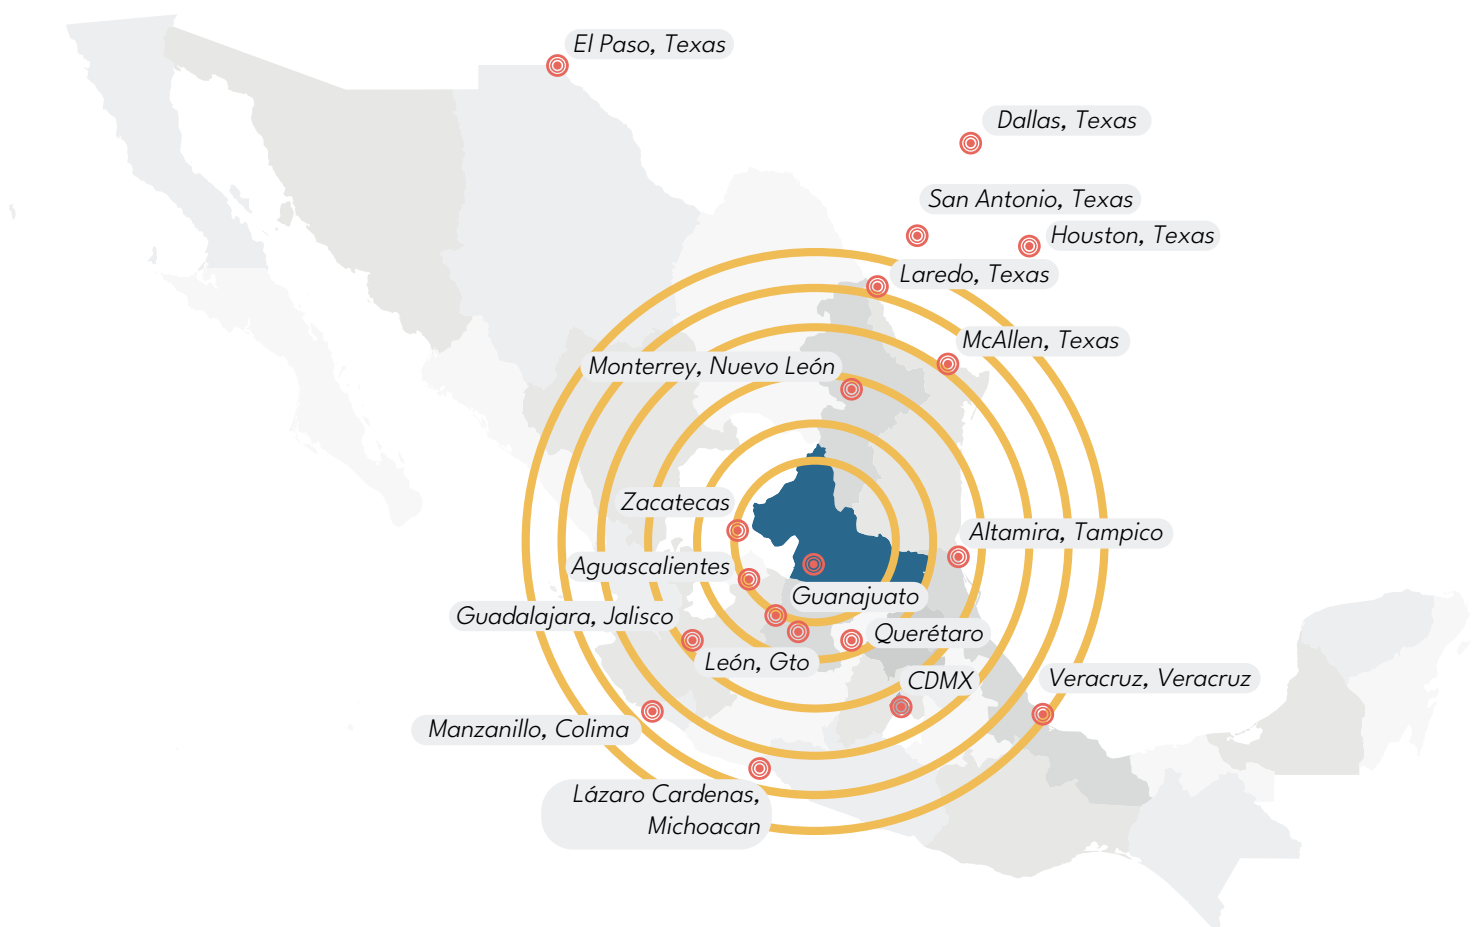 El Paso, Texas
Dallas, Texas
San Antonio, Texas
Houston, Texas
Laredo, Texas
McAllen, Texas
Monterrey, Nuevo León
Zacatecas
Altamira, Tampico
Aguascalientes
Guanajuato
Guadalajara, Jalisco
Querétaro
León, Gto
CDMX
Veracruz, Veracruz
Manzanillo, Colima
Lázaro Cardenas,
Michoacan